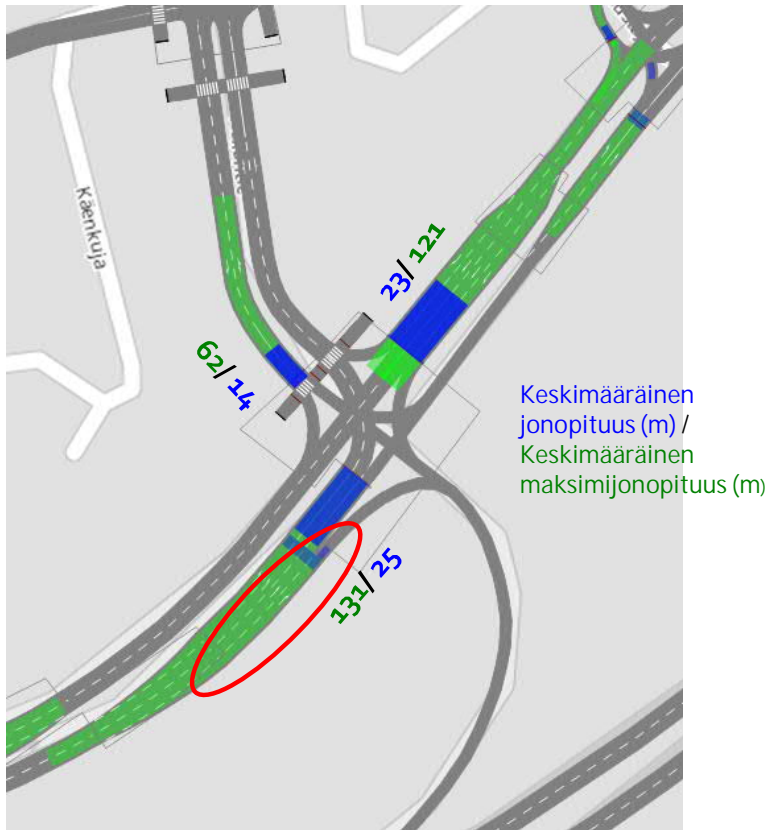 Käenkuja
23/121
62/14
131/25
Keskimääräinen
jonopituus (m) /
Keskimääräinen
maksimijonopituus (m)